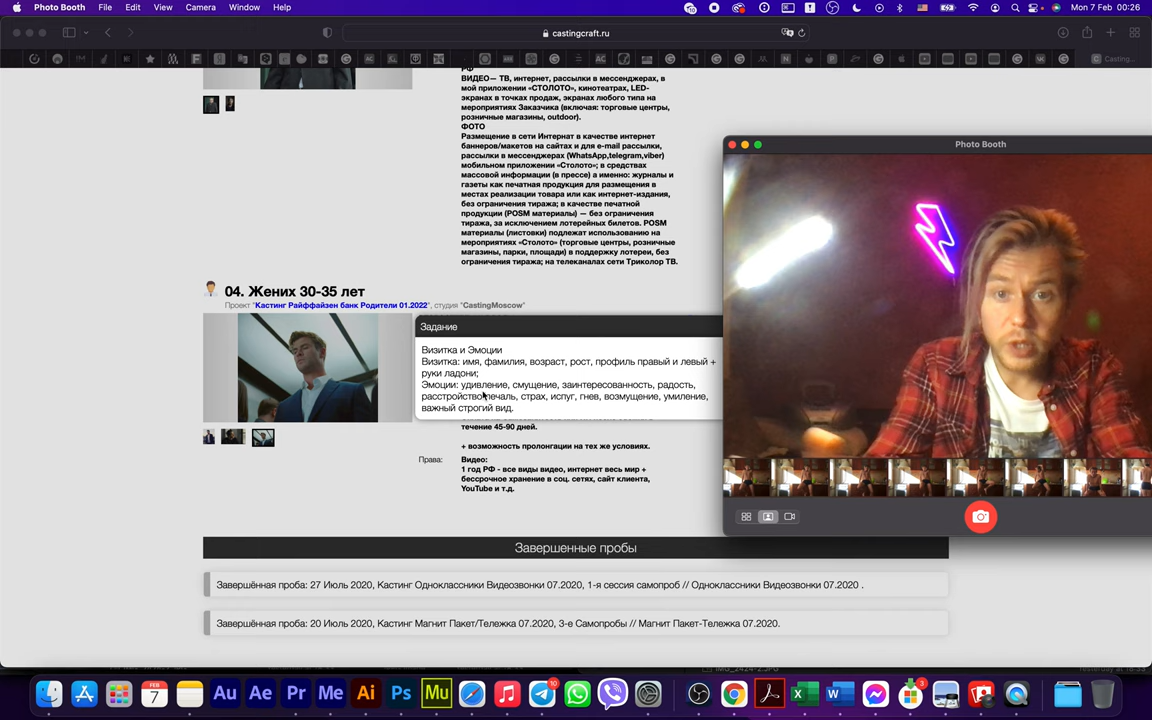 Photo Booth File Edit View Camera Window Help
Mon 7 Feb 00:26
castingcraft.ru
Casting...
РФ
ВИДЕО— ТВ, интернет, рассылки в мессенджерах, в
мой приложении «СТОЛОТО», кинотеатрах, LED-
экранах в точках продаж, экранах любого типа на
мероприятиях Заказчика (включая: торговые центры,
розничные магазины, outdoor).
ФОТО
Размещение в сети Интернат в качестве интернет
баннеров/макетов на сайтах и для e-mail рассылки,
рассылки в мессенджерах (WhatsApp,telegram,viber)
мобильном приложении «Столото»; в средствах
массовой информации (в прессе) а именно: журналы и
газеты как печатная продукция для размещения в
местах реализации товара или как интернет-издания,
без ограничения тиража; в качестве печатной
продукции (POSM материалы) — без ограничения
тиража, за исключением лотерейных билетов. POSM
материалы (листовки) подлежат использованию на
мероприятиях «Столото» (торговые центры, розничные
магазины, парки, площади) в поддержку лотереи, без
ограничения тиража; на телеканалах сети Триколор ТВ.
Photo Booth
04. Жених 30-35 лет
Проект "Кастинг Райффайзен банк Родители 01.2022", студия "CastingMoscow"
Задание
Визитка и Эмоции
Визитка: имя, фамилия, возраст, рост, профиль правый и левый +
руки ладони;
Эмоции: удивление, смущение, заинтересованность, радость,
расстройство/печаль, страх, испуг, гнев, возмущение, умиление,
важный строгий вид.
течение 45-90 дней.
+ возможность пролонгации на тех же условиях.
Права: Видео:
1 год РФ - все виды видео, интернет весь мир +
бессрочное хранение в соц. сетях, сайт клиента,
YouTube и т.д.
Завершенные пробы
Завершённая проба: 27 Июль 2020, Кастинг Одноклассники Видеозвонки 07.2020, 1-я сессия самопроб // Одноклассники Видеозвонки 07.2020 .
Завершённая проба: 20 Июль 2020, Кастинг Магнит Пакет/Тележка 07.2020, 3-е Самопробы // Магнит Пакет-Тележка 07.2020.
FEB
7
Au Ae Pr Me Ai Ps Mu
10
3